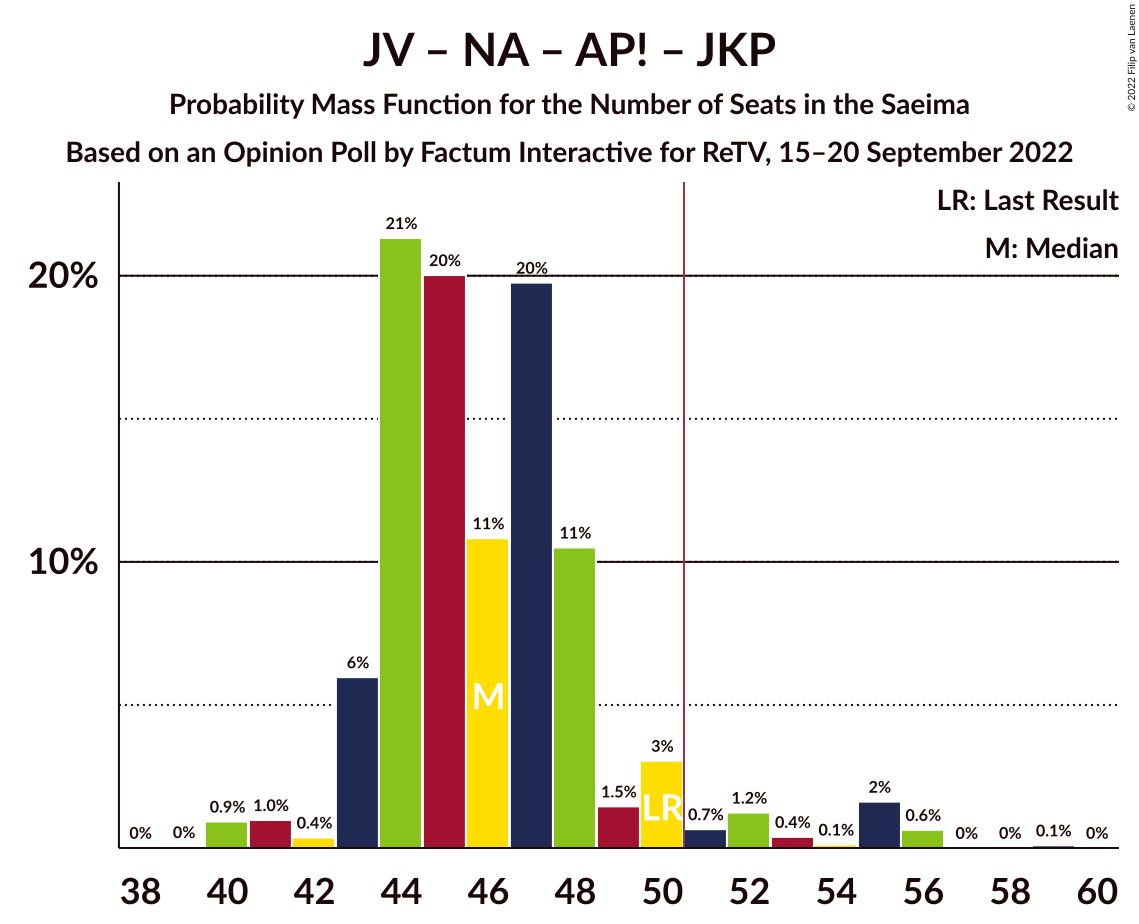 JV – NA – AP! – JKP
Probability Mass Function for the Number of Seats in the Saeima
Based on an Opinion Poll by Factum Interactive for ReTV, 15–20 September 2022
© 2022 Filip van Laenen
LR: Last Result
M: Median
20%
10%
0% 0% 0.9% 1.0% 0.4% 6% 21% 20% 11% 20% 11% 1.5% 3% 0.7% 1.2% 0.4% 0.1% 2% 0.6% 0% 0% 0.1% 0%
M
LR
38 40 42 44 46 48 50 52 54 56 58 60